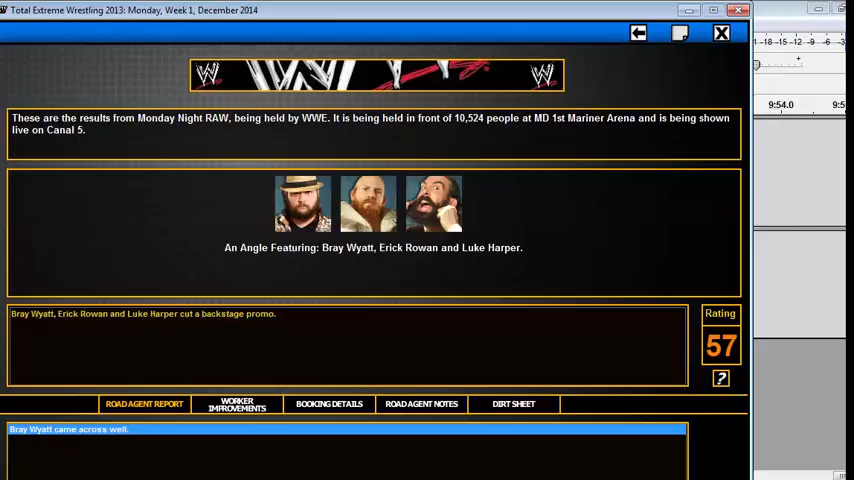 Total Extreme Wrestling 2013: Monday, Week 1, December 2014
These are the results from Monday Night RAW, being held by WWE. It is being held in front of 10,524 people at MD 1st Mariner Arena and is being shown
live on Canal 5.
An Angle Featuring: Bray Wyatt, Erick Rowan and Luke Harper.
Bray Wyatt, Erick Rowan and Luke Harper cut a backstage promo.
Rating
57
?
ROAD AGENT REPORT
WORKER
IMPROVEMENTS
BOOKING DETAILS
ROAD AGENT NOTES
DIRT SHEET
Bray Wyatt came across well.
-18 -15 -12 -9 -6 -3
9:54.0
9:5